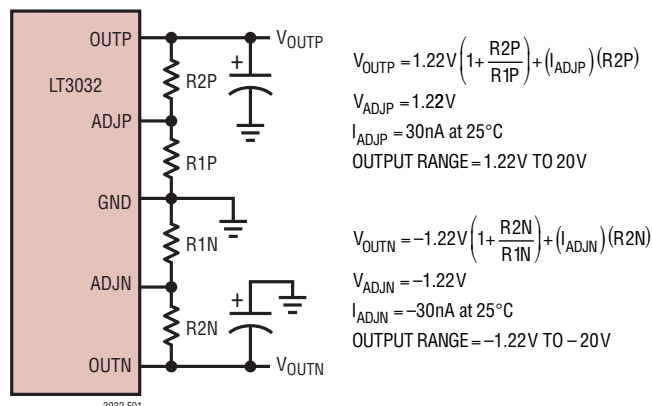 OUTP
VOUTP
LT3032
R2P
+
ADJP
R1P
GND
R1N
ADJN
+
R2N
OUTN
VOUTN
3032 F01
VOUTP = 1.22V (1 + R2P/R1P) + (IADJP)(R2P)
VADJP = 1.22V
IADJP = 30nA at 25°C
OUTPUT RANGE = 1.22V TO 20V
VOUTN = –1.22V (1 + R2N/R1N) + (IADJN)(R2N)
VADJN = –1.22V
IADJN = –30nA at 25°C
OUTPUT RANGE = –1.22V TO – 20V